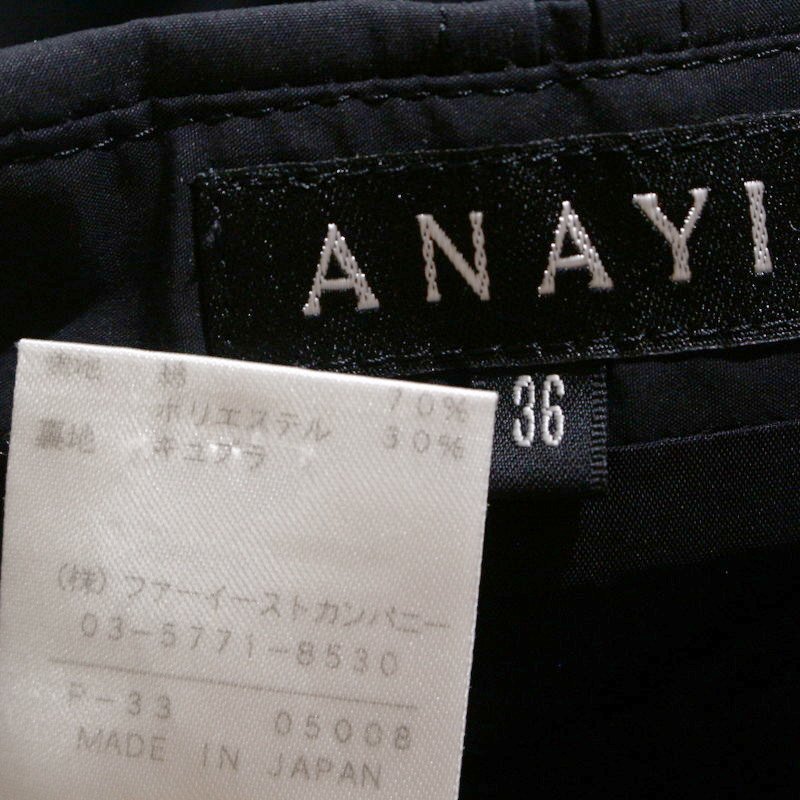 ANAYI
36
表地 綿 70%
ポリエステル 30%
裏地 キュプラ
(株)ファーイーストカンパニー
03-5771-8530
P-33 05008
MADE IN JAPAN